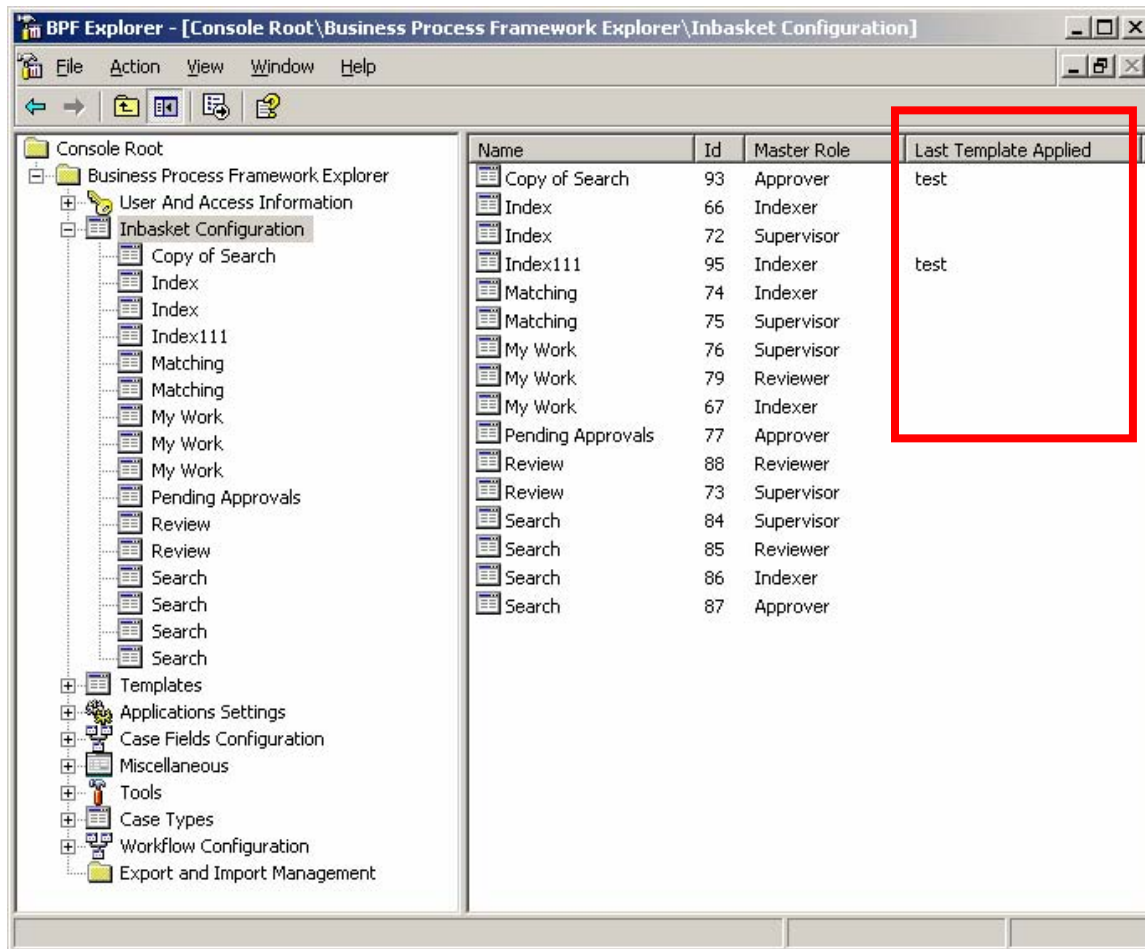 BPF Explorer - [Console Root\Business Process Framework Explorer\Inbasket Configuration]
File Action View Window Help
Console Root
Business Process Framework Explorer
User And Access Information
Inbasket Configuration
Copy of Search
Index
Index
Index111
Matching
Matching
My Work
My Work
My Work
Pending Approvals
Review
Review
Search
Search
Search
Search
Templates
Applications Settings
Case Fields Configuration
Miscellaneous
Tools
Case Types
Workflow Configuration
Export and Import Management
Name Id Master Role Last Template Applied
Copy of Search 93 Approver test
Index 66 Indexer
Index 72 Supervisor
Index111 95 Indexer test
Matching 74 Indexer
Matching 75 Supervisor
My Work 76 Supervisor
My Work 79 Reviewer
My Work 67 Indexer
Pending Approvals 77 Approver
Review 88 Reviewer
Review 73 Supervisor
Search 84 Supervisor
Search 85 Reviewer
Search 86 Indexer
Search 87 Approver